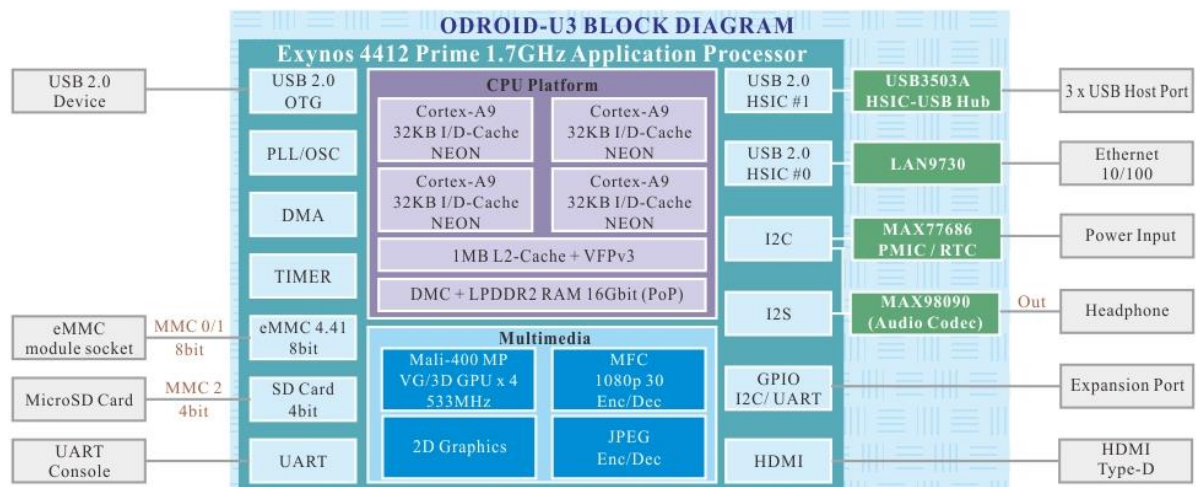 ODROID-U3 BLOCK DIAGRAM
Exynos 4412 Prime 1.7GHz Application Processor
USB 2.0
Device
eMMC
module socket
MicroSD Card
UART
Console
MMC 0/1
8bit
MMC 2
4bit
USB 2.0
OTG
PLL/OSC
DMA
TIMER
eMMC 4.41
8bit
SD Card
4bit
UART
CPU Platform
Cortex-A9
32KB I/D-Cache
NEON
Cortex-A9
32KB I/D-Cache
NEON
Cortex-A9
32KB I/D-Cache
NEON
Cortex-A9
32KB I/D-Cache
NEON
1MB L2-Cache + VFPv3
DMC + LPDDR2 RAM 16Gbit (PoP)
Multimedia
Mali-400 MP
VG/3D GPU x 4
533MHz
MFC
1080p 30
Enc/Dec
2D Graphics
JPEG
Enc/Dec
USB 2.0
HSIC #1
USB 2.0
HSIC #0
I2C
I2S
GPIO
I2C/ UART
HDMI
USB3503A
HSIC-USB Hub
LAN9730
MAX77686
PMIC / RTC
MAX98090
(Audio Codec)
Out
3 x USB Host Port
Ethernet
10/100
Power Input
Headphone
Expansion Port
HDMI
Type-D